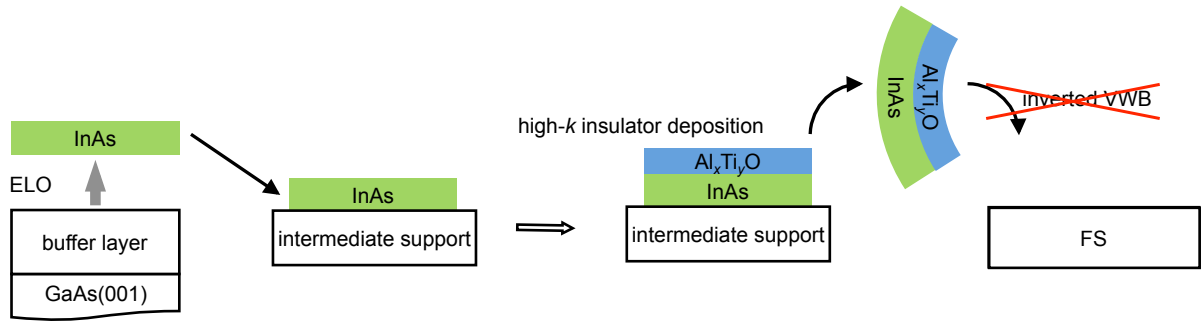 InAs
ELO
buffer layer
GaAs(001)
InAs
intermediate support
high-k insulator deposition
AlxTiyO
InAs
intermediate support
InAs
AlxTiyO
inverted VWB
FS